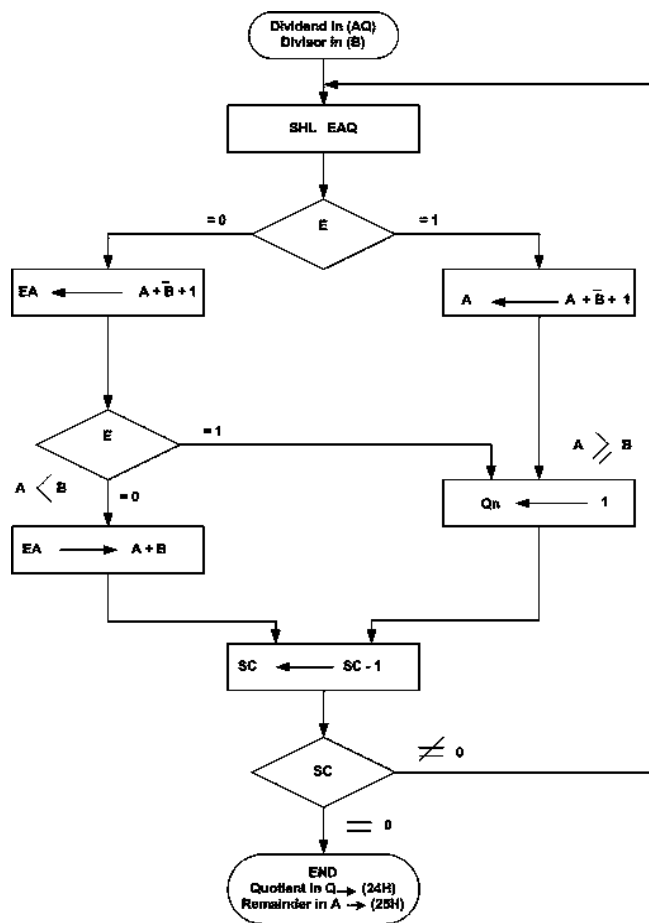 Dividend in (AQ)
Divisor in (B)
SHL EAQ
E
= 0
= 1
EA ← A + B̅ + 1
A ← A + B̅ + 1
E
= 1
A < B
= 0
A ≥ B
Qn ← 1
EA → A + B
SC ← SC - 1
SC
≠ 0
= 0
END
Quotient in Q → (24H)
Remainder in A → (25H)